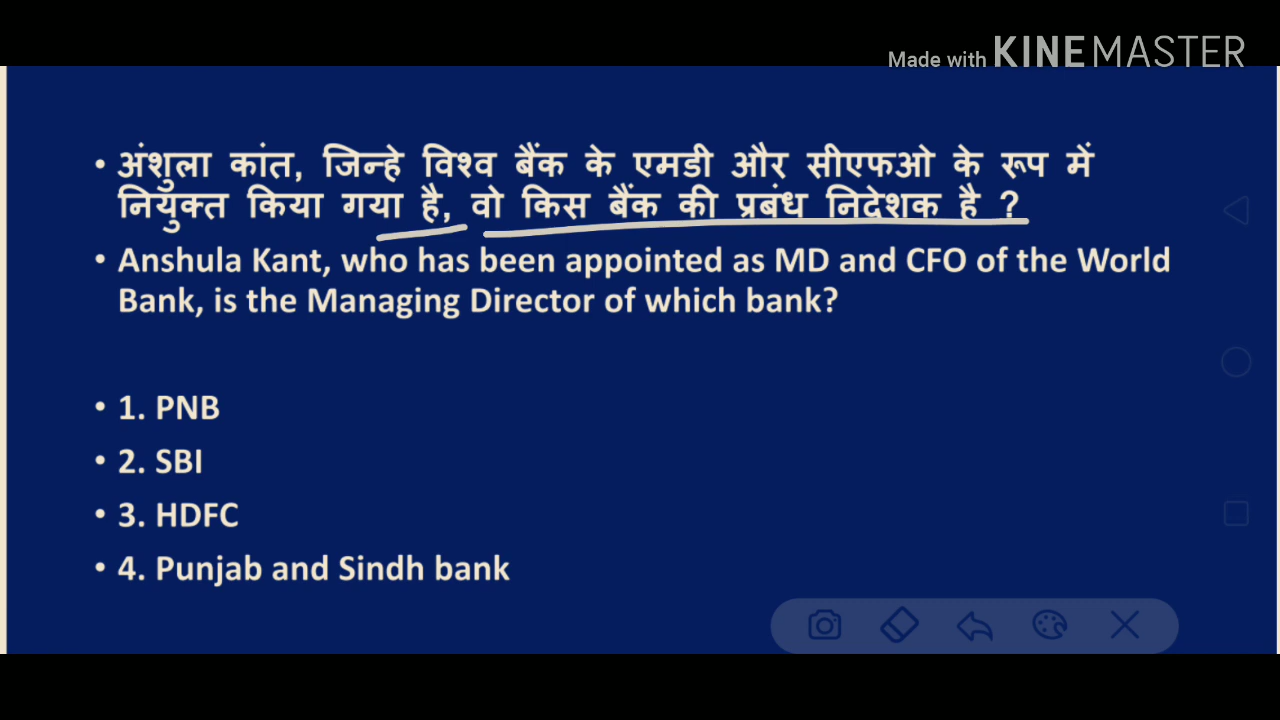 Made with KINEMASTER
• अंशुला कांत, जिन्हे विश्व बैंक के एमडी और सीएफओ के रूप में
नियुक्त किया गया है, वो किस बैंक की प्रबंध निदेशक है ?
• Anshula Kant, who has been appointed as MD and CFO of the World
Bank, is the Managing Director of which bank?
• 1. PNB
• 2. SBI
• 3. HDFC
• 4. Punjab and Sindh bank